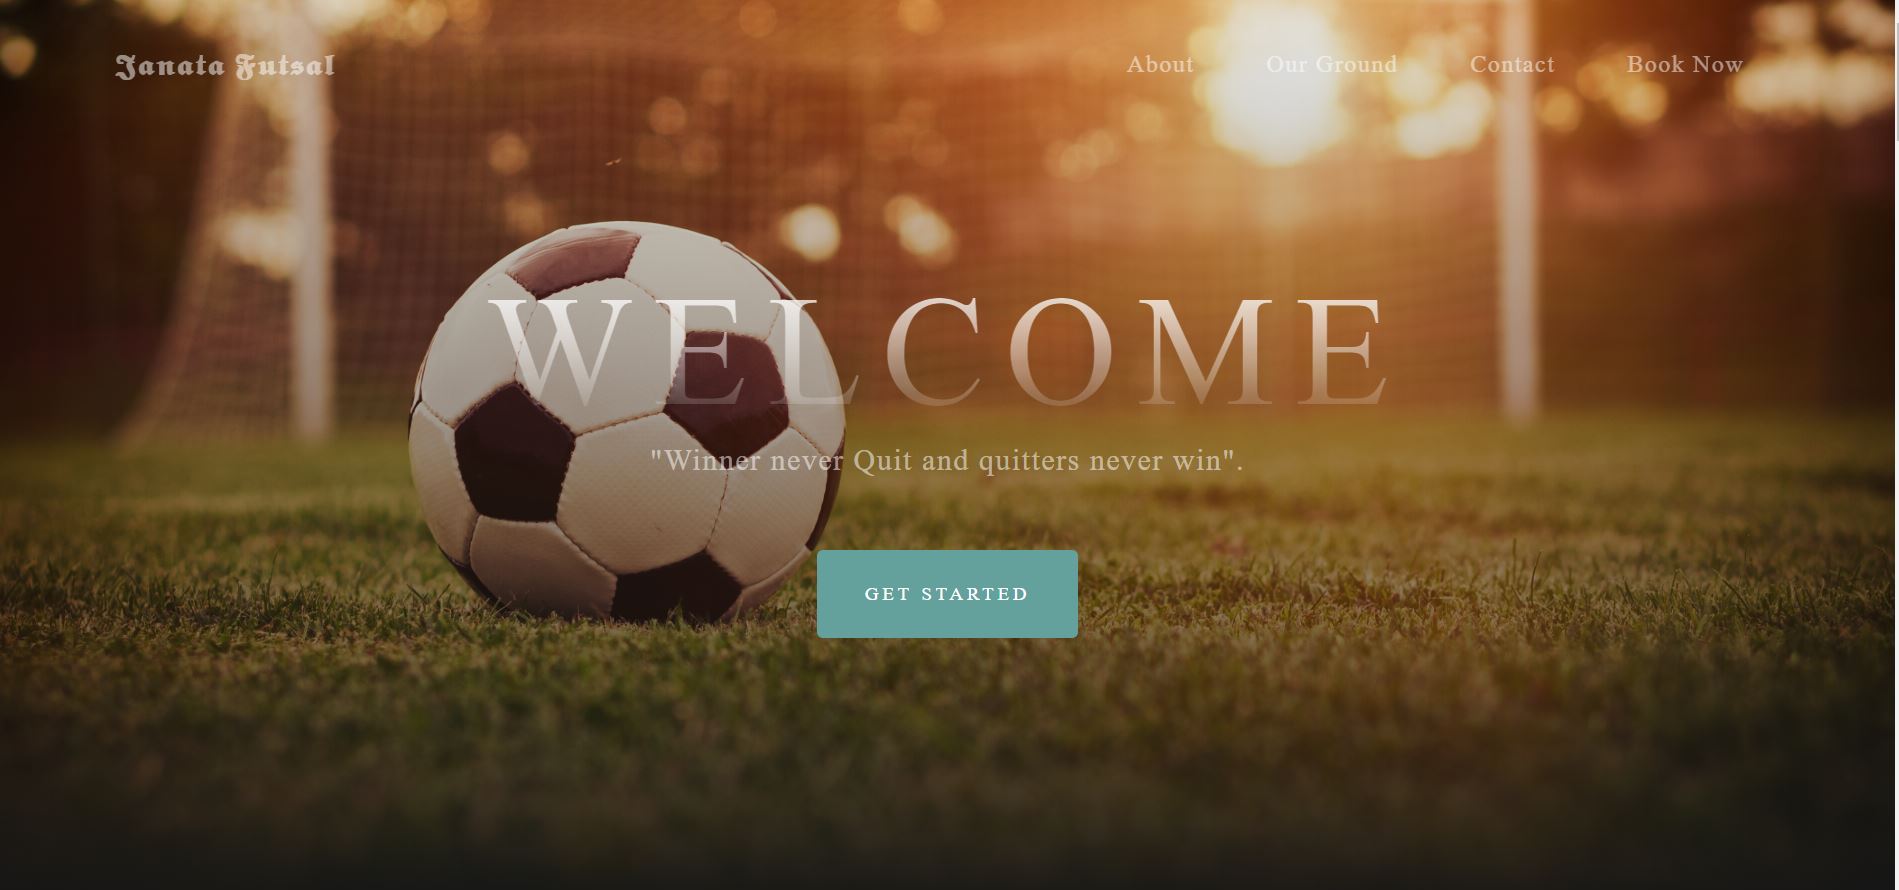 Janata Futsal
About Our Ground Contact Book Now
WELCOME
"Winner never Quit and quitters never win".
GET STARTED